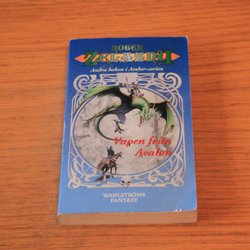 ROGER
ZELAZNY
Andra boken i Amber-serien
Vapen från
Avalon
WAHLSTRÖMS
FANTASY